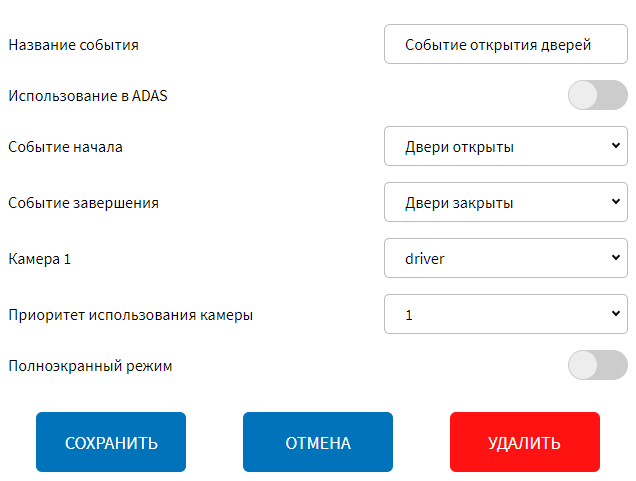 Название события
Событие открытия дверей
Использование в ADAS
Событие начала
Двери открыты
Событие завершения
Двери закрыты
Камера 1
driver
Приоритет использования камеры
1
Полноэкранный режим
СОХРАНИТЬ
ОТМЕНА
УДАЛИТЬ